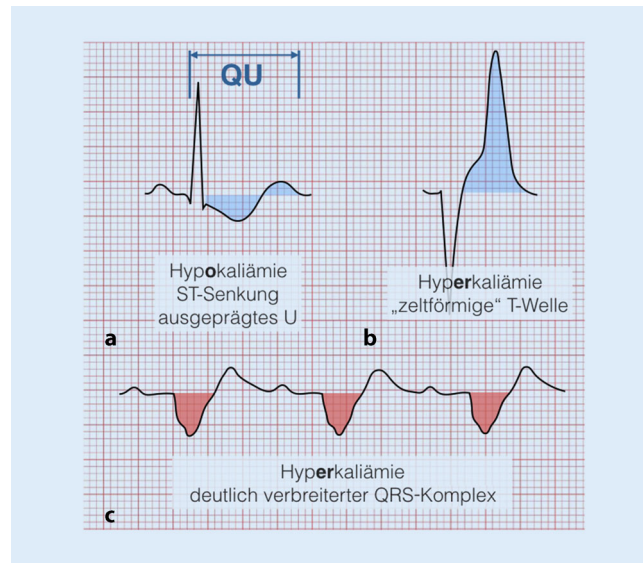 QU
Hypokaliämie
ST-Senkung
ausgeprägtes U
a
Hyperkaliämie
„zeltförmige“ T-Welle
b
Hyperkaliämie
deutlich verbreiterter QRS-Komplex
c